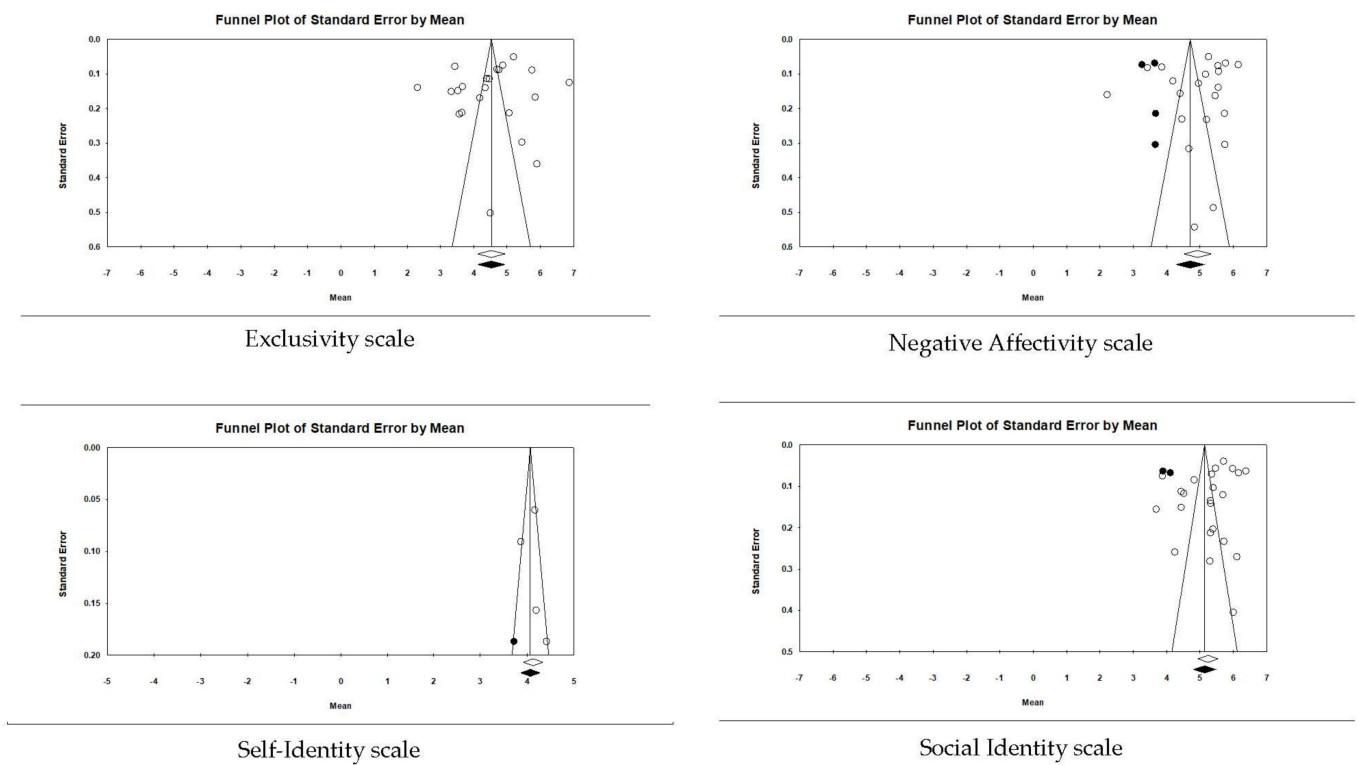 Funnel Plot of Standard Error by Mean
0.0
0.1
0.2
0.3
0.4
0.5
0.6
Standard Error
-7 -6 -5 -4 -3 -2 -1 0 1 2 3 4 5 6 7
Mean
Exclusivity scale
Funnel Plot of Standard Error by Mean
0.0
0.1
0.2
0.3
0.4
0.5
0.6
Standard Error
-7 -6 -5 -4 -3 -2 -1 0 1 2 3 4 5 6 7
Mean
Negative Affectivity scale
Funnel Plot of Standard Error by Mean
0.00
0.05
0.10
0.15
0.20
Standard Error
-5 -4 -3 -2 -1 0 1 2 3 4 5
Mean
Self-Identity scale
Funnel Plot of Standard Error by Mean
0.0
0.1
0.2
0.3
0.4
0.5
Standard Error
-7 -6 -5 -4 -3 -2 -1 0 1 2 3 4 5 6 7
Mean
Social Identity scale